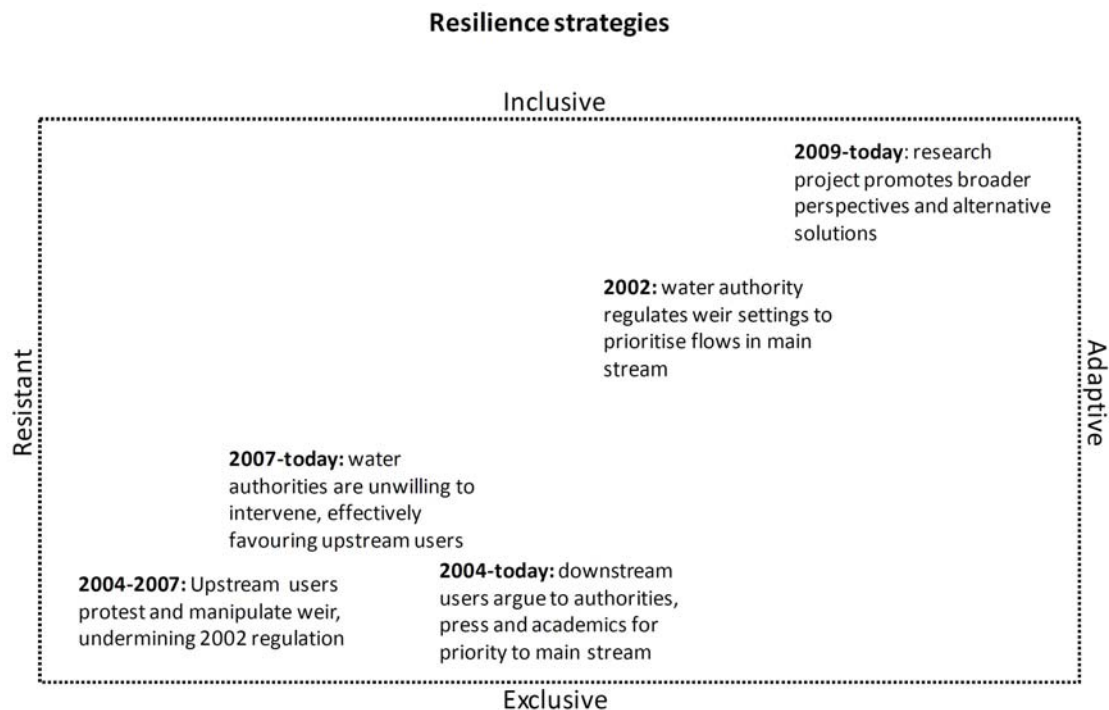 Resilience strategies
Inclusive
2009-today: research
project promotes broader
perspectives and alternative
solutions
2002: water authority
regulates weir settings to
prioritise flows in main
stream
Resistant
Adaptive
2007-today: water
authorities are unwilling to
intervene, effectively
favouring upstream users
2004-2007: Upstream users
protest and manipulate weir,
undermining 2002 regulation
2004-today: downstream
users argue to authorities,
press and academics for
priority to main stream
Exclusive